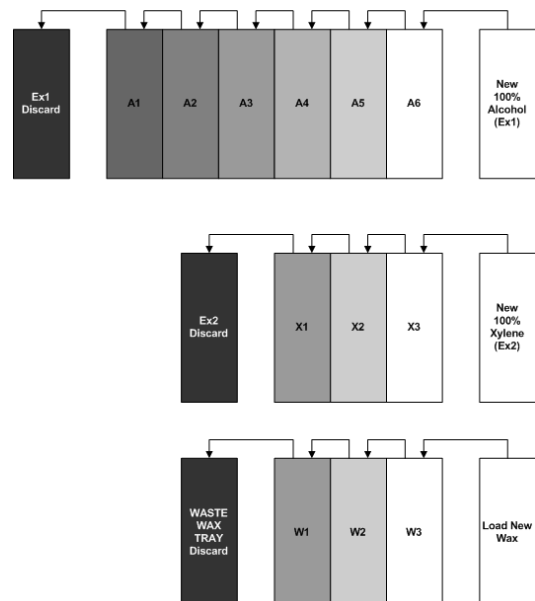 Ex1
Discard
A1
A2
A3
A4
A5
A6
New
100%
Alcohol
(Ex1)
Ex2
Discard
X1
X2
X3
New
100%
Xylene
(Ex2)
WASTE
WAX
TRAY
Discard
W1
W2
W3
Load New
Wax